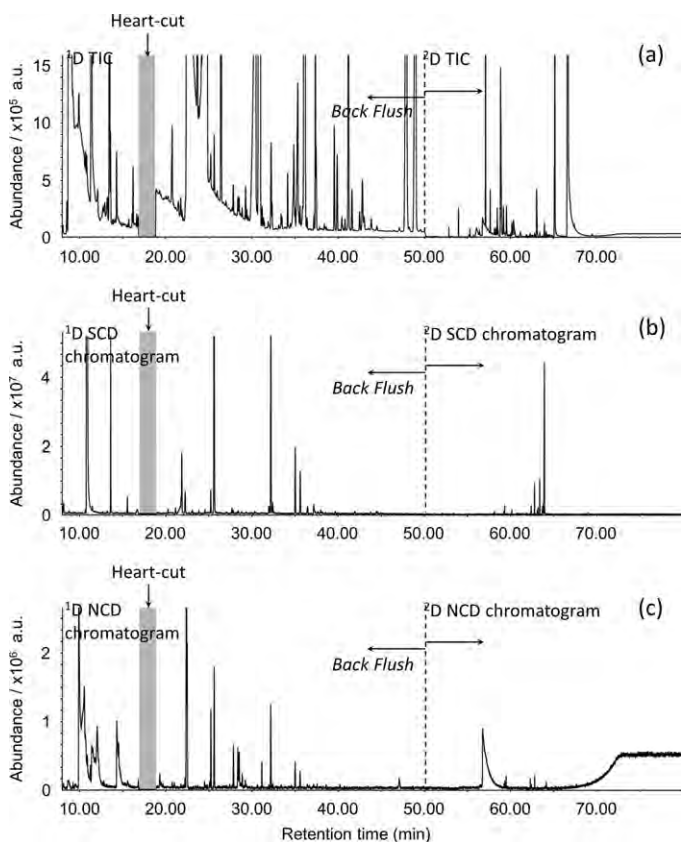 Heart-cut
(a)
¹D TIC
²D TIC
Back Flush
Abundance / x10⁵ a.u.
15
10
5
0
10.00 20.00 30.00 40.00 50.00 60.00 70.00
Heart-cut
(b)
¹D SCD chromatogram
²D SCD chromatogram
Back Flush
Abundance / x10⁷ a.u.
4
2
0
10.00 20.00 30.00 40.00 50.00 60.00 70.00
Heart-cut
(c)
¹D NCD chromatogram
²D NCD chromatogram
Back Flush
Abundance / x10⁶ a.u.
2
1
0
10.00 20.00 30.00 40.00 50.00 60.00 70.00
Retention time (min)